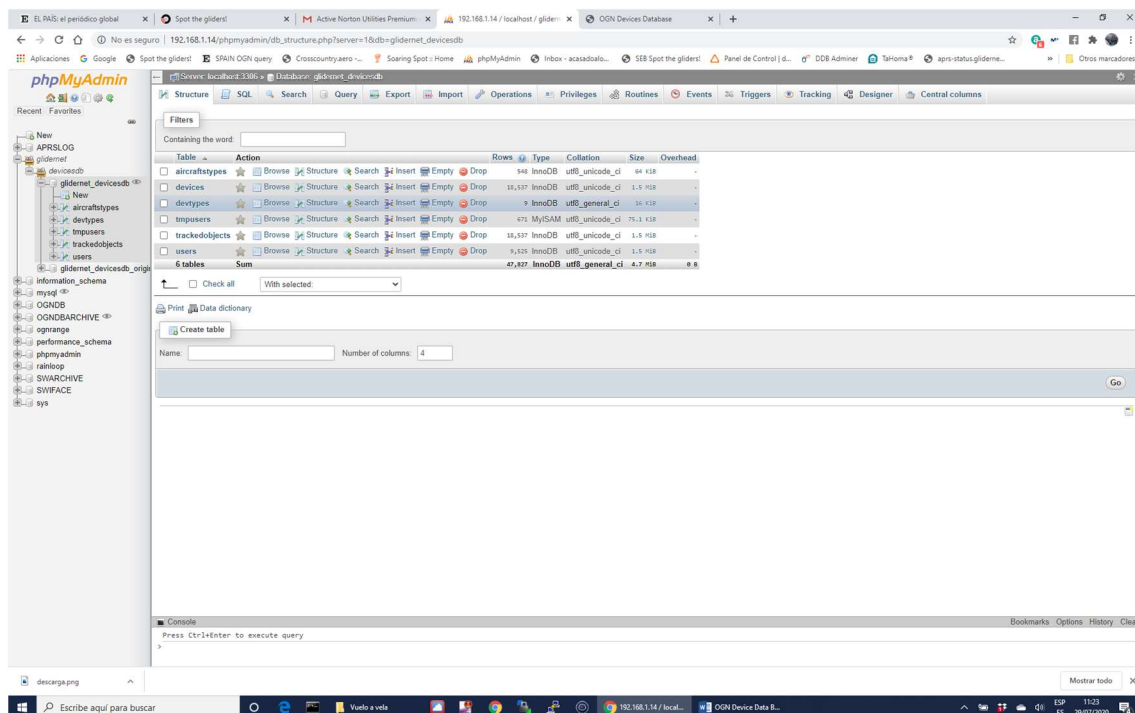 EL PAÍS: el periódico global
Spot the gliders!
Active Norton Utilities Premium
192.168.1.14 / localhost / glidern
OGN Devices Database
No es seguro | 192.168.1.14/phpmyadmin/db_structure.php?server=1&db=glidernet_devicesdb
Aplicaciones Google Spot the gliders! SPAIN OGN query Crosscountry.aero -... Soaring Spot :: Home phpMyAdmin Inbox - acasadoalo... SEB Spot the gliders! Panel de Control | d... DDB Adminer TaHoma® aprs-status.gliderne... » Otros marcadores
phpMyAdmin
Recent Favorites
New
APRSLOG
glidernet
devicesdb
glidernet_devicesdb
New
aircraftstypes
devtypes
tmpusers
trackedobjects
users
glidernet_devicesdb_origin
information_schema
mysql
OGNDB
OGNDBARCHIVE
ognrange
performance_schema
phpmyadmin
rainloop
SWARCHIVE
SWIFACE
sys
Server: localhost:3306 » Database: glidernet_devicesdb
Structure SQL Search Query Export Import Operations Privileges Routines Events Triggers Tracking Designer Central columns
Filters
Containing the word:
Table Action Rows Type Collation Size Overhead
aircraftstypes Browse Structure Search Insert Empty Drop 548 InnoDB utf8_unicode_ci 64 KiB -
devices Browse Structure Search Insert Empty Drop 18,537 InnoDB utf8_unicode_ci 1.5 MiB -
devtypes Browse Structure Search Insert Empty Drop 9 InnoDB utf8_general_ci 16 KiB -
tmpusers Browse Structure Search Insert Empty Drop 671 MyISAM utf8_unicode_ci 75.1 KiB -
trackedobjects Browse Structure Search Insert Empty Drop 18,537 InnoDB utf8_unicode_ci 1.5 MiB -
users Browse Structure Search Insert Empty Drop 9,525 InnoDB utf8_unicode_ci 1.5 MiB -
6 tables Sum 47,827 InnoDB utf8_general_ci 4.7 MiB 0 B
Check all With selected:
Print Data dictionary
Create table
Name: Number of columns: 4
Go
Console Bookmarks Options History Clea
Press Ctrl+Enter to execute query
>
descarga.png
Mostrar todo
Escribe aquí para buscar
Vuelo a vela
192.168.1.14 / local...
OGN Device Data B...
ESP 11:23
ES 29/07/2020